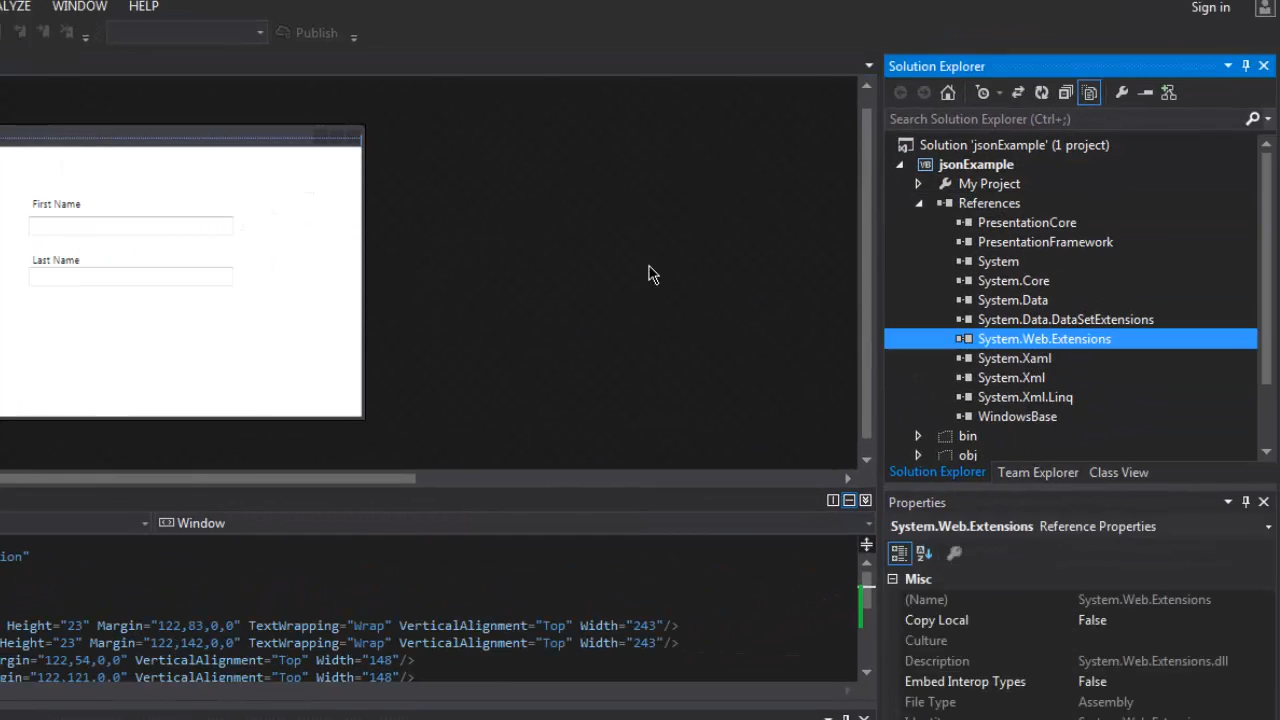 ALYZE WINDOW HELP
Sign in
Publish
Solution Explorer
Search Solution Explorer (Ctrl+;)
Solution 'jsonExample' (1 project)
VB jsonExample
My Project
References
PresentationCore
PresentationFramework
System
System.Core
System.Data
System.Data.DataSetExtensions
System.Web.Extensions
System.Xaml
System.Xml
System.Xml.Linq
WindowsBase
bin
obj
Solution Explorer Team Explorer Class View
First Name
Last Name
Window
ion"
Height="23" Margin="122,83,0,0" TextWrapping="Wrap" VerticalAlignment="Top" Width="243"/>
Height="23" Margin="122,142,0,0" TextWrapping="Wrap" VerticalAlignment="Top" Width="243"/>
rgin="122,54,0,0" VerticalAlignment="Top" Width="148"/>
argin="122,121,0,0" VerticalAlignment="Top" Width="148"/>
Properties
System.Web.Extensions Reference Properties
Misc
(Name) System.Web.Extensions
Copy Local False
Culture
Description System.Web.Extensions.dll
Embed Interop Types False
File Type Assembly